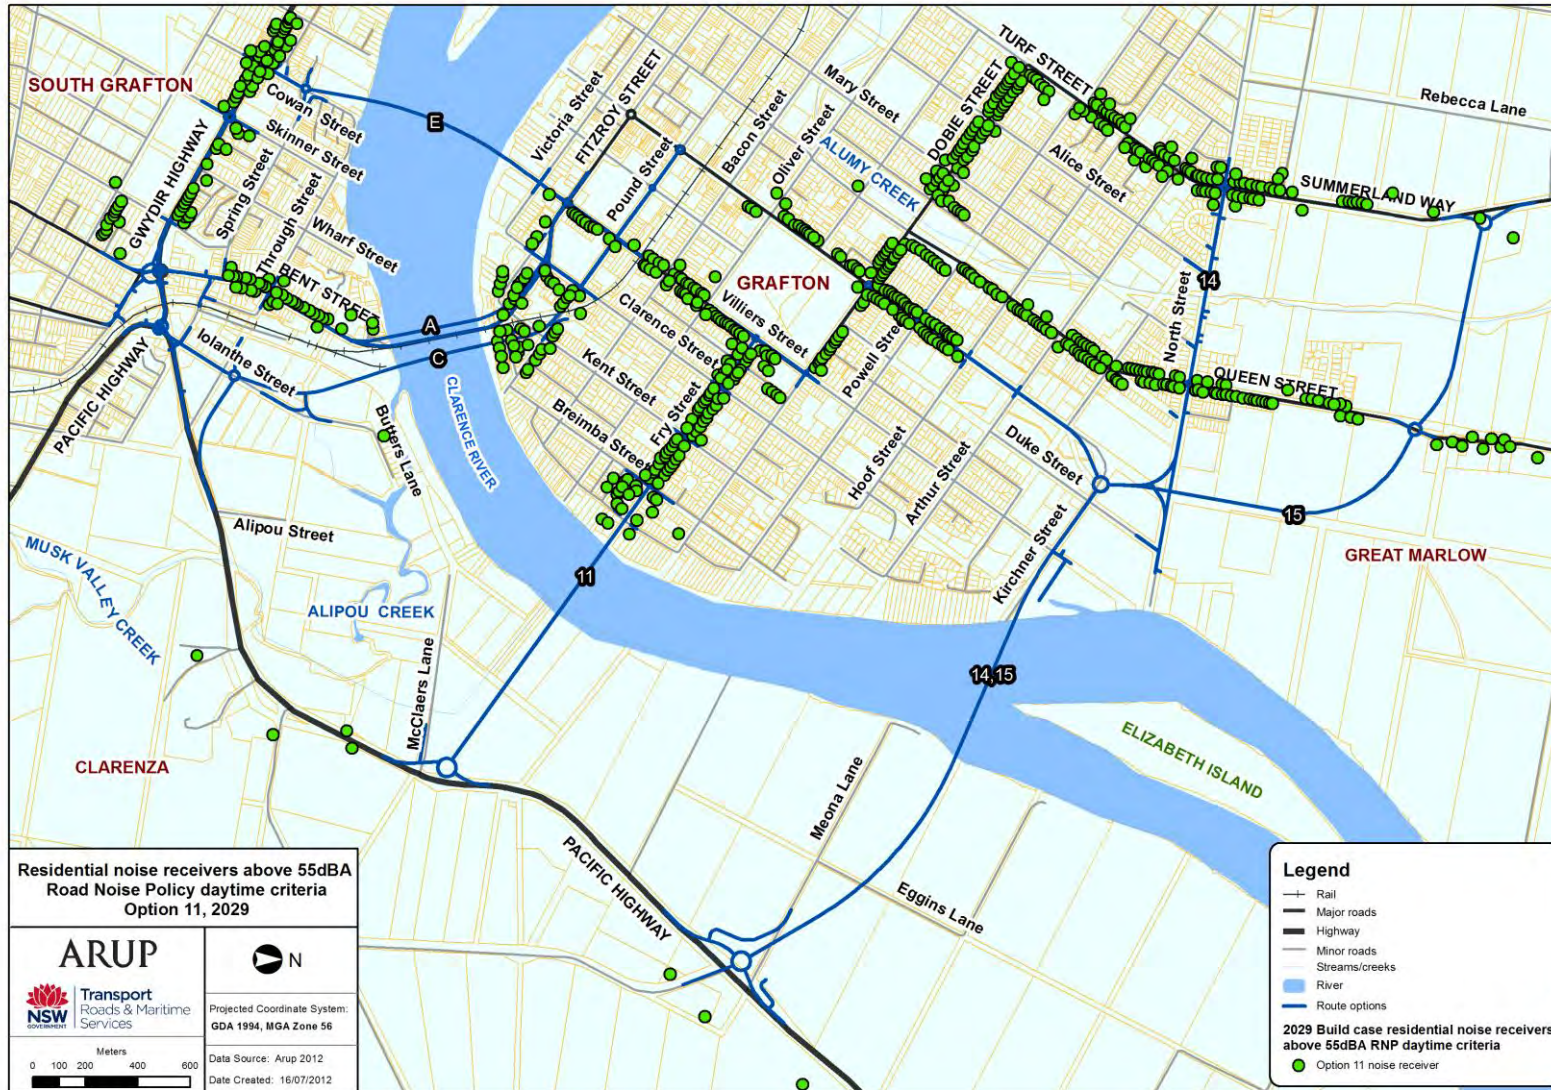 TURF STREET
Rebecca Lane
SOUTH GRAFTON
Cowan Street
Skinner Street
GWYDIR HIGHWAY
Spring Street
Through Street
Wharf Street
BENT STREET
E
Victoria Street
FITZROY STREET
Pound Street
Bacon Street
Oliver Street
Mary Street
ALUMY CREEK
DOBIE STREET
Alice Street
SUMMERLAND WAY
North Street
14
GRAFTON
A
C
Iolanthe Street
PACIFIC HIGHWAY
Butters Lane
CLARENCE RIVER
Villiers Street
Clarence Street
Kent Street
Breimba Street
Fry Street
Powell Street
QUEEN STREET
Hoof Street
Arthur Street
Duke Street
Kirchner Street
15
GREAT MARLOW
Alipou Street
MUSK VALLEY CREEK
ALIPOU CREEK
11
McClaers Lane
14,15
CLARENZA
ELIZABETH ISLAND
Meona Lane
PACIFIC HIGHWAY
Eggins Lane
Residential noise receivers above 55dBA
Road Noise Policy daytime criteria
Option 11, 2029
ARUP
N
NSW
GOVERNMENT
Transport
Roads & Maritime
Services
Projected Coordinate System:
GDA 1994, MGA Zone 56
Meters
0 100 200 400 600
Data Source: Arup 2012
Date Created: 16/07/2012
Legend
Rail
Major roads
Highway
Minor roads
Streams/creeks
River
Route options
2029 Build case residential noise receivers
above 55dBA RNP daytime criteria
Option 11 noise receiver